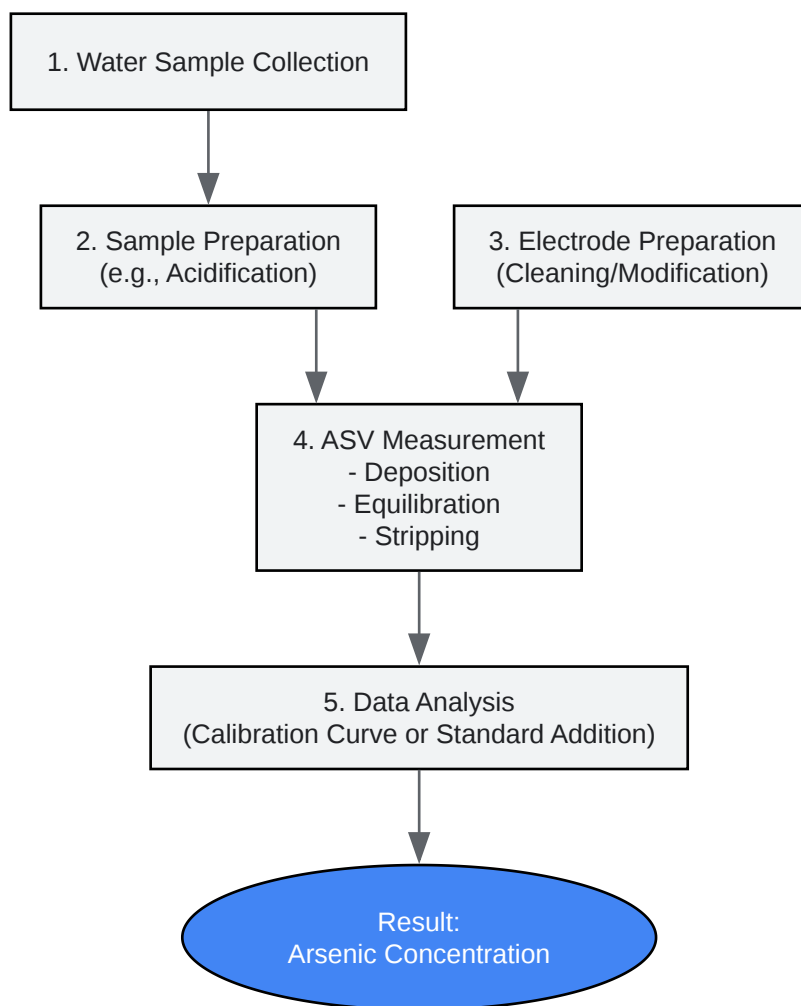 1. Water Sample Collection
2. Sample Preparation
(e.g., Acidification)
3. Electrode Preparation
(Cleaning/Modification)
4. ASV Measurement
- Deposition
- Equilibration
- Stripping
5. Data Analysis
(Calibration Curve or Standard Addition)
Result:
Arsenic Concentration